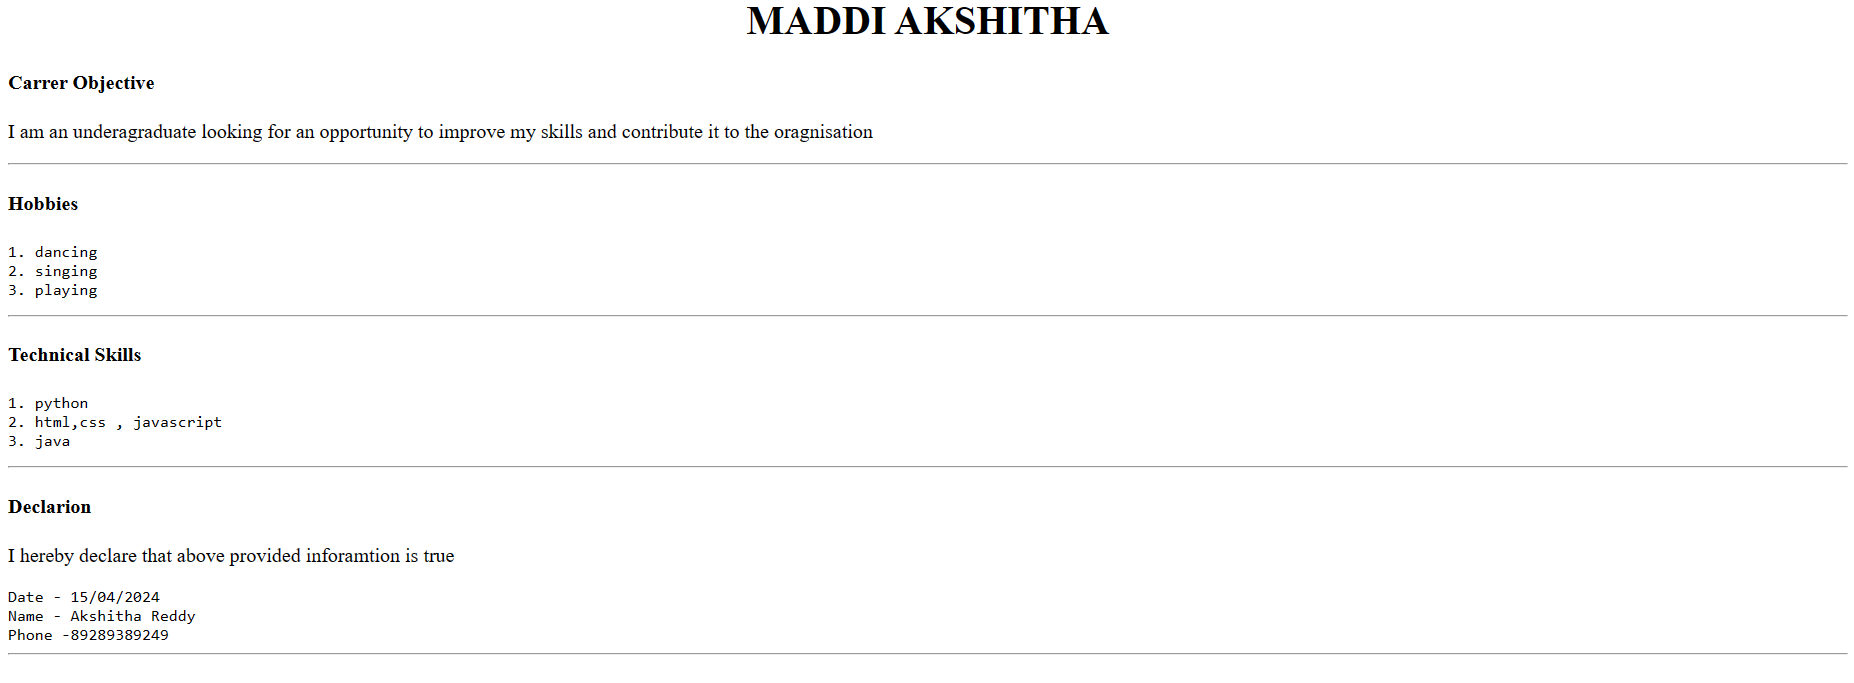 MADDI AKSHITHA
Carrer Objective
I am an underagraduate looking for an opportunity to improve my skills and contribute it to the oragnisation
Hobbies
1. dancing
2. singing
3. playing
Technical Skills
1. python
2. html,css , javascript
3. java
Declarion
I hereby declare that above provided inforamtion is true
Date - 15/04/2024
Name - Akshitha Reddy
Phone -89289389249